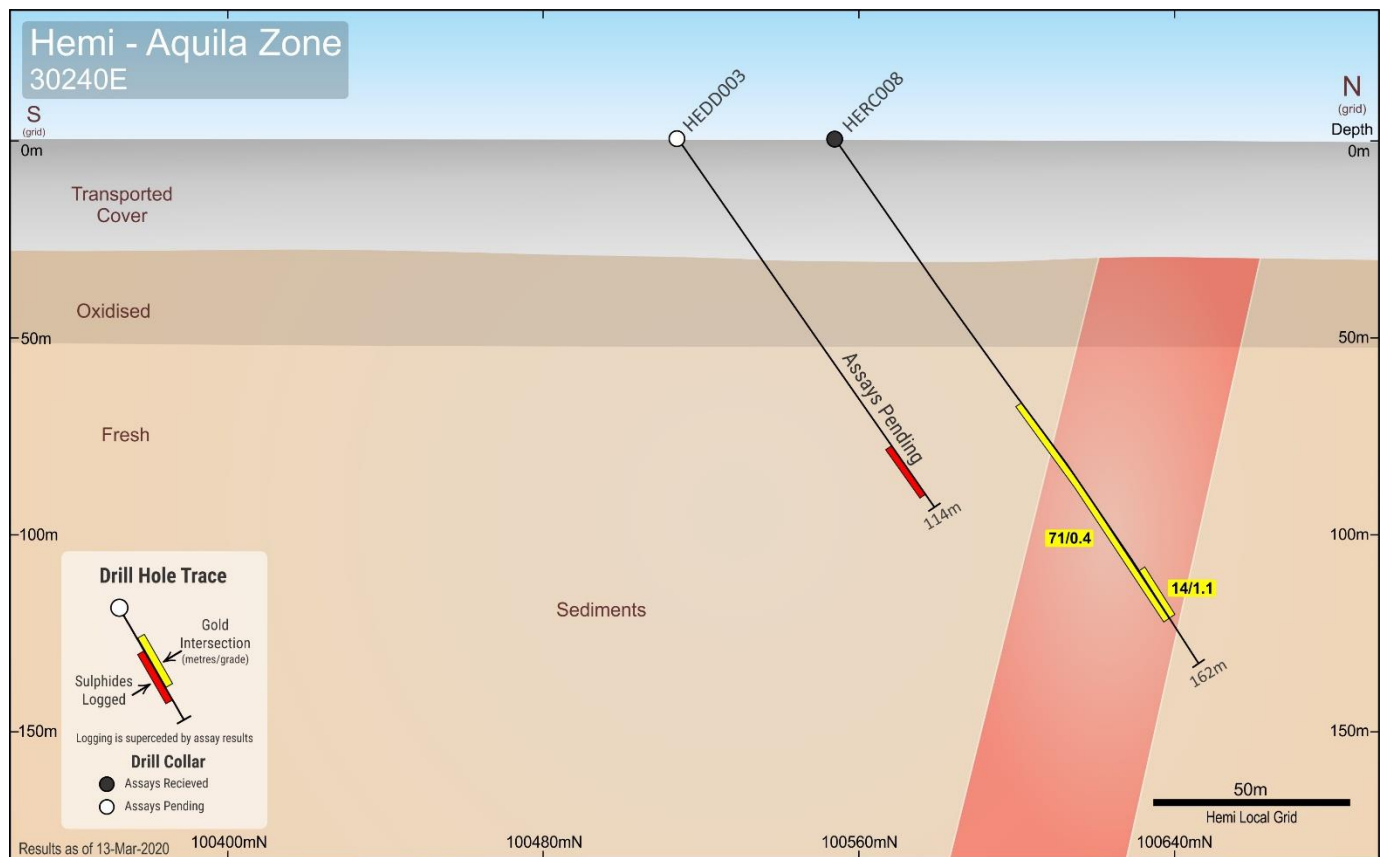 Hemi - Aquila Zone
30240E
S
(grid)
0m
N
(grid)
Depth
0m
HEDD003
HERC008
Transported
Cover
Oxidised
50m
50m
Fresh
Assays Pending
114m
100m
100m
71/0.4
14/1.1
Sediments
162m
150m
150m
Drill Hole Trace
Gold
Intersection
(metres/grade)
Sulphides
Logged
Logging is superceded by assay results
Drill Collar
Assays Recieved
Assays Pending
50m
Hemi Local Grid
Results as of 13-Mar-2020
100400mN
100480mN
100560mN
100640mN